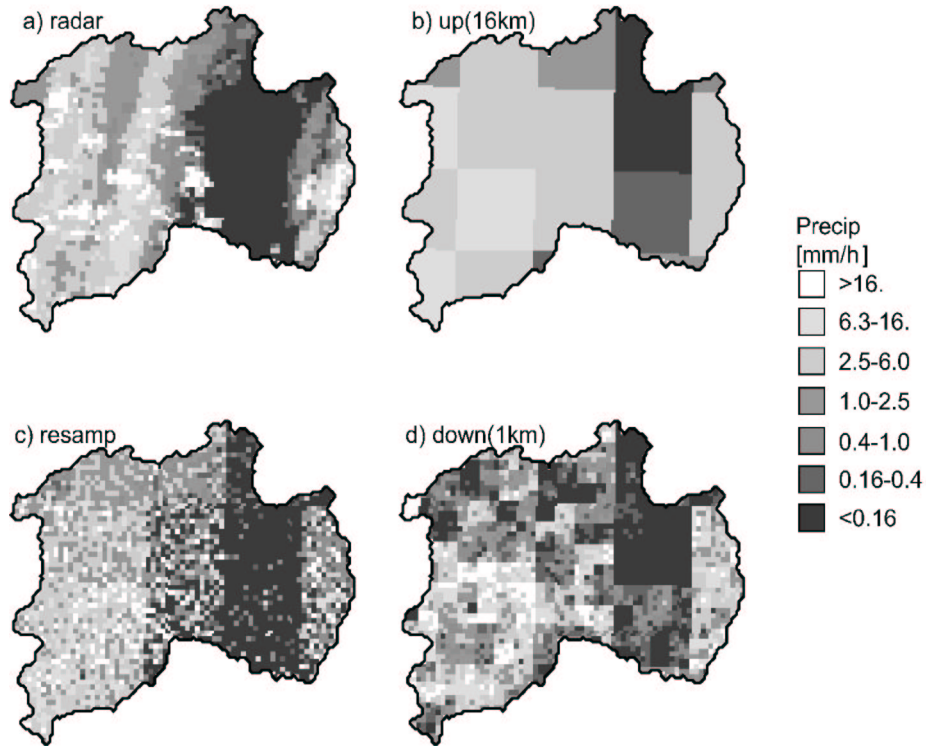 a) radar
b) up(16km)
Precip
[mm/h]
>16.
6.3-16.
2.5-6.0
1.0-2.5
0.4-1.0
0.16-0.4
<0.16
c) resamp
d) down(1km)